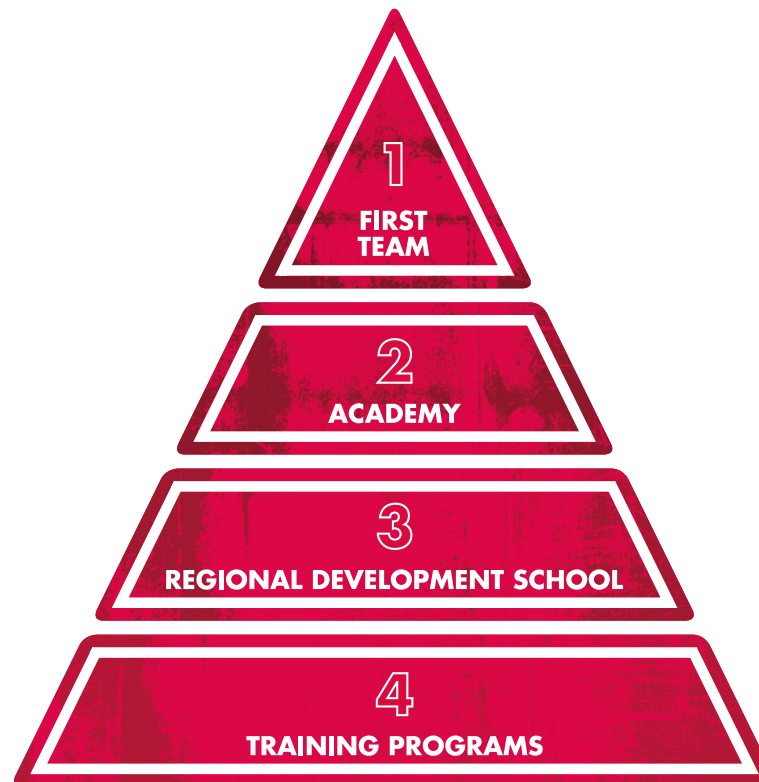 1
FIRST
TEAM
2
ACADEMY
3
REGIONAL DEVELOPMENT SCHOOL
4
TRAINING PROGRAMS